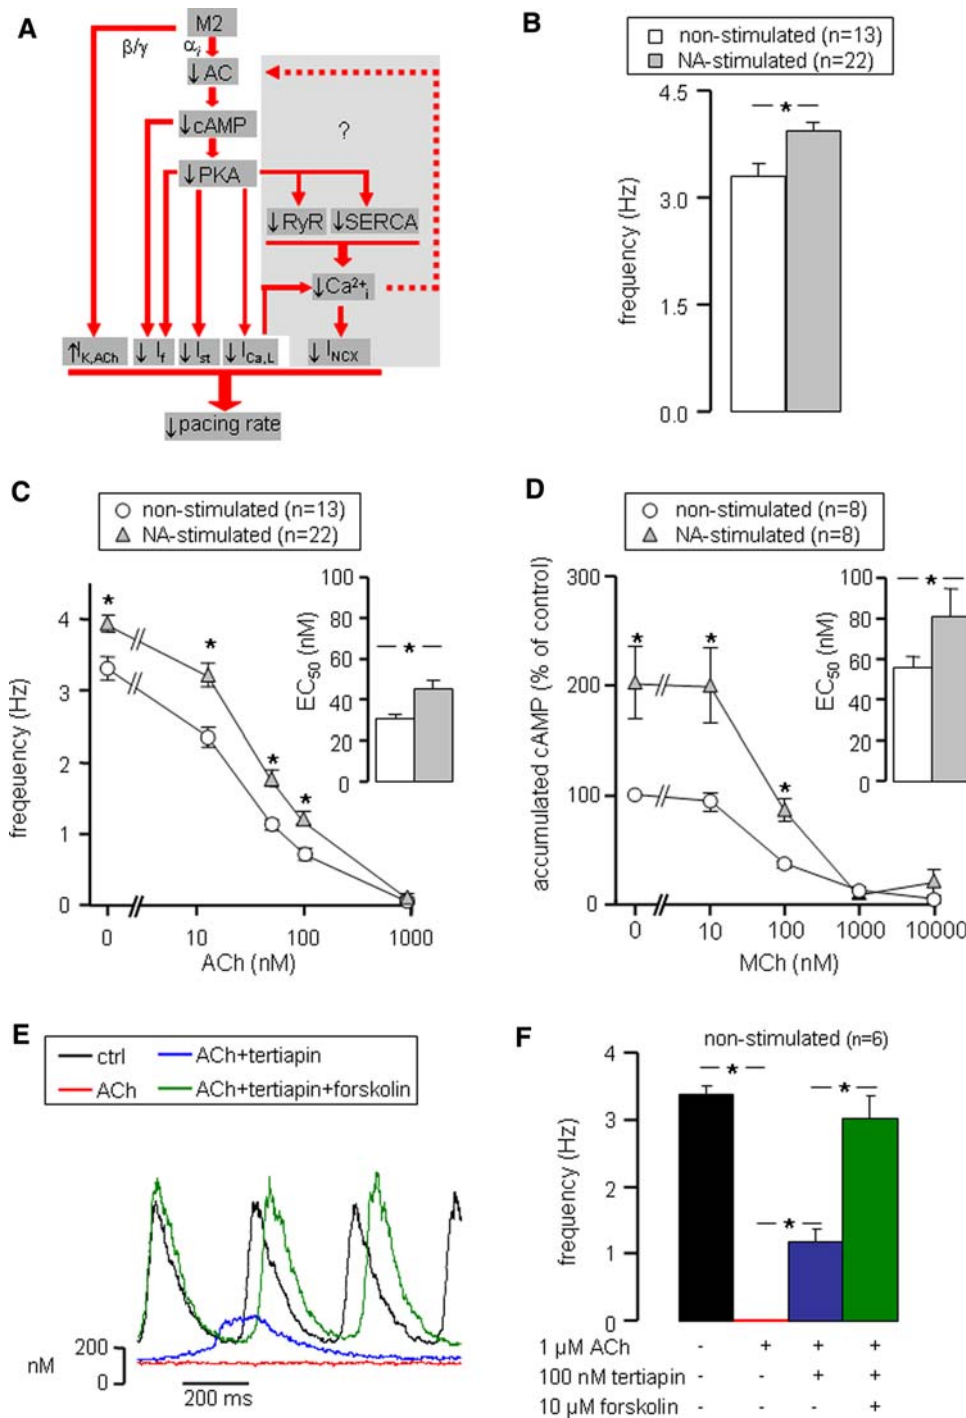 A
M2
β/γ
αi
↓AC
↓cAMP
?
↓PKA
↓RyR
↓SERCA
↓Ca2+i
↑IK,ACh
↓ If
↓ Ist
↓ ICa,L
↓ INCX
↓pacing rate
B
non-stimulated (n=13)
NA-stimulated (n=22)
4.5
3.0
1.5
0.0
frequency (Hz)
*
C
non-stimulated (n=13)
NA-stimulated (n=22)
freqeuency (Hz)
4
3
2
1
0
0
10
100
1000
ACh (nM)
*
*
*
*
EC50 (nM)
100
80
60
40
20
0
*
D
non-stimulated (n=8)
NA-stimulated (n=8)
accumulated cAMP (% of control)
300
200
100
0
0
10
100
1000
10000
MCh (nM)
*
*
*
EC50 (nM)
100
80
60
40
20
0
*
E
ctrl
ACh+tertiapin
ACh
ACh+tertiapin+forskolin
200
nM
0
200 ms
F
non-stimulated (n=6)
4
3
2
1
0
frequency (Hz)
*
*
*
1 µM ACh - + + +
100 nM tertiapin - - + +
10 µM forskolin - - - +